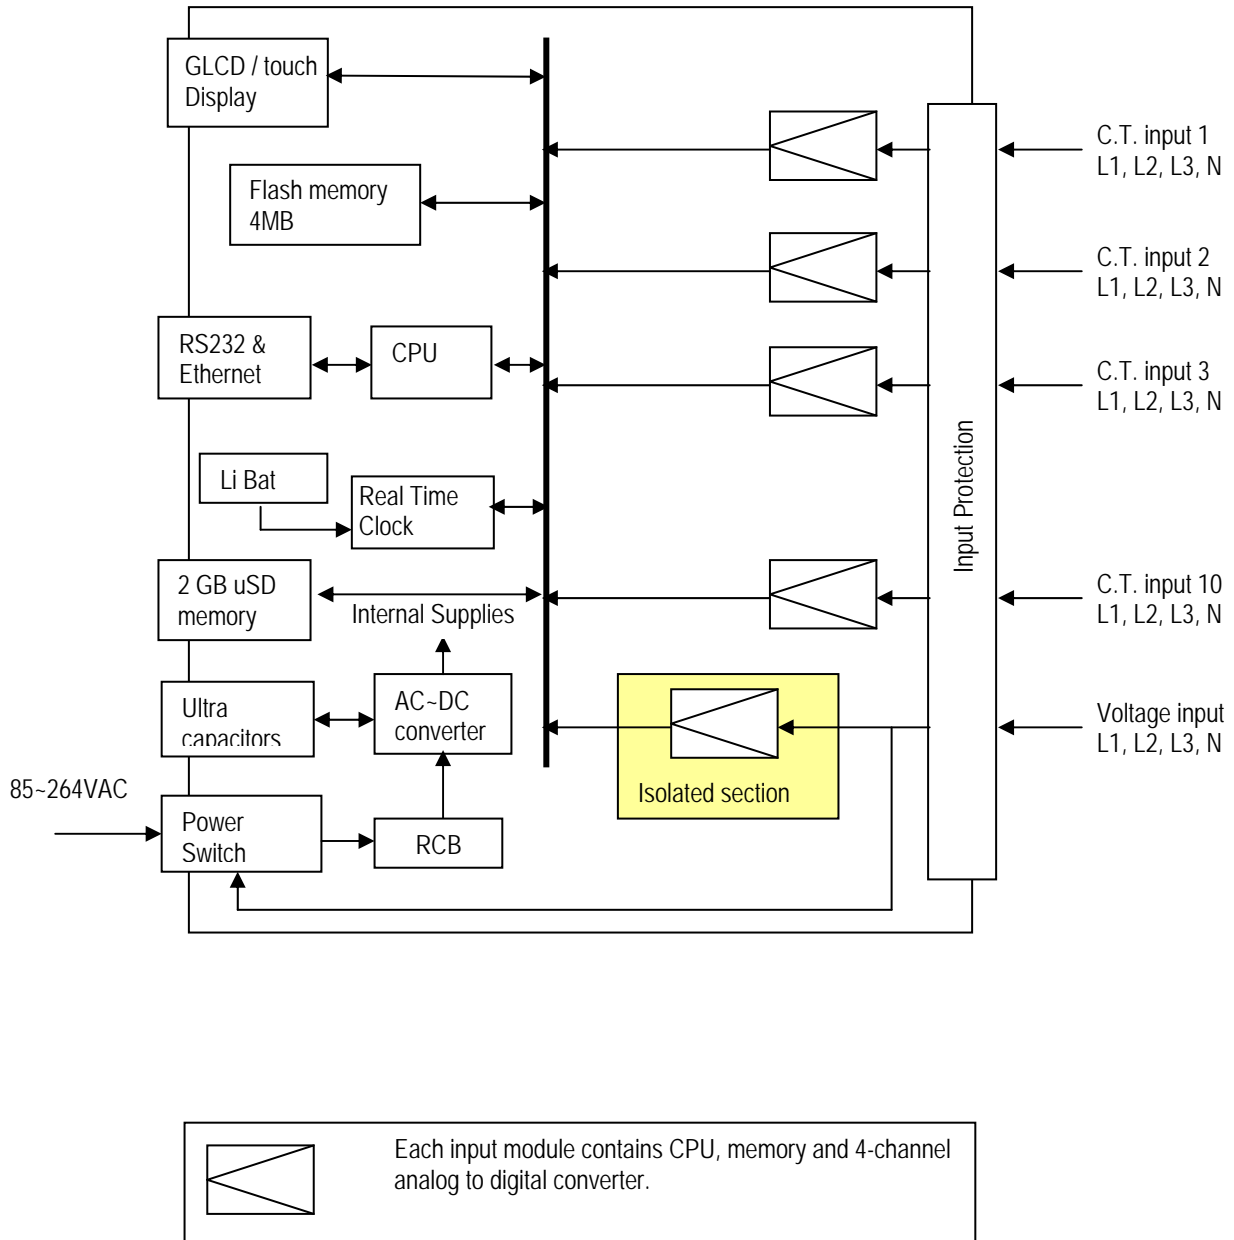 GLCD / touch
Display
Flash memory
4MB
RS232 &
Ethernet
CPU
Li Bat
Real Time
Clock
2 GB uSD
memory
Internal Supplies
Ultra
capacitors
AC~DC
converter
85~264VAC
Power
Switch
RCB
Isolated section
Input Protection
C.T. input 1
L1, L2, L3, N
C.T. input 2
L1, L2, L3, N
C.T. input 3
L1, L2, L3, N
C.T. input 10
L1, L2, L3, N
Voltage input
L1, L2, L3, N
Each input module contains CPU, memory and 4-channel
analog to digital converter.